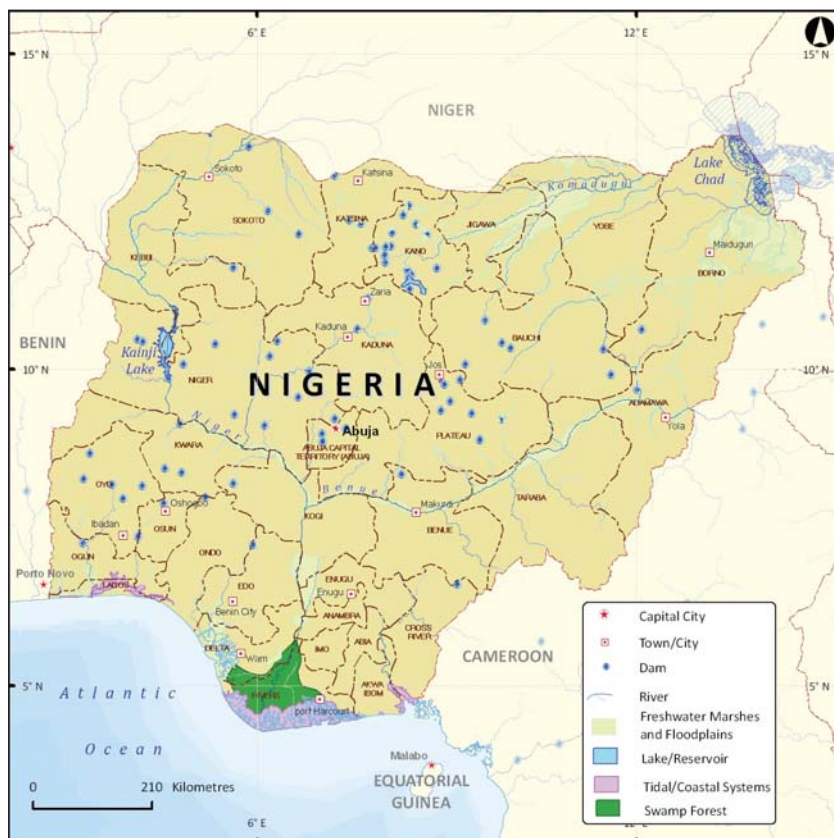 6° E
12° E
15° N
15° N
NIGER
Lake
Chad
Sokoto
Katsina
Komadugu
SOKOTO
KATSINA
JIGAWA
YOBE
KANO
Maiduguri
KEBBI
BORNO
Zaria
Kaduna
KADUNA
BAUCHI
BENIN
Kainji
Lake
10° N
10° N
NIGER
Jos
NIGERIA
ADAMAWA
Niger
Abuja
Yola
KWARA
ABUJA CAPITAL
TERRITORY (ABUJA)
PLATEAU
OYO
Benue
TARABA
Oshogbo
KOGI
Makurdi
Ibadan
OSUN
BENUE
ONDO
OGUN
ENUGU
Porto Novo
LAGOS
EDO
Enugu
Benin City
ANAMBRA
CROSS
RIVER
DELTA
Warri
IMO
ABIA
CAMEROON
AKWA
IBOM
5° N
5° N
RIVERS
port Harcourt
Atlantic
Ocean
Malabo
EQUATORIAL
GUINEA
0
210 Kilometres
6° E
Capital City
Town/City
Dam
River
Freshwater Marshes
and Floodplains
Lake/Reservoir
Tidal/Coastal Systems
Swamp Forest